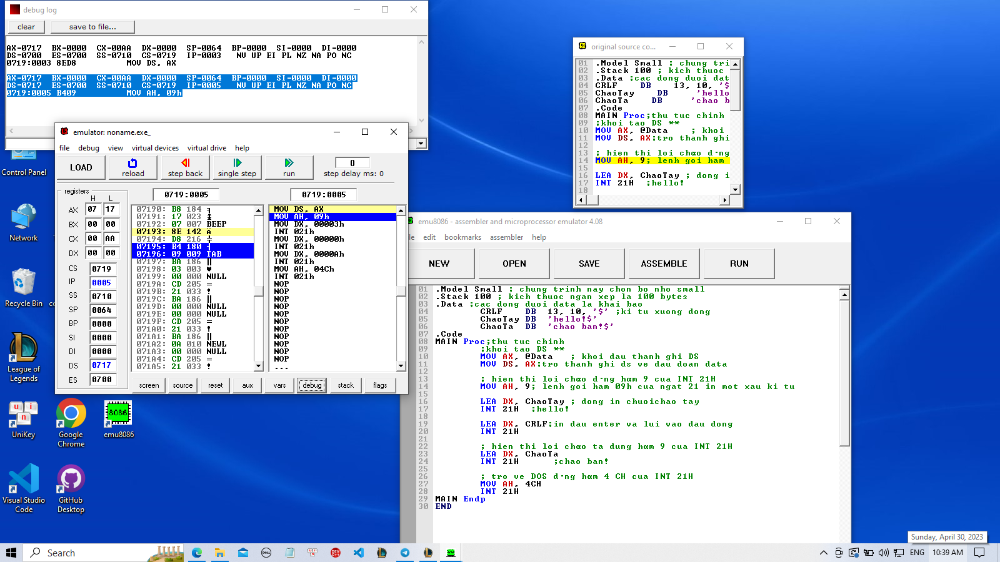 debug log
clear save to file...
AX=0717 BX=0000 CX=00AA DX=0000 SP=0064 BP=0000 SI=0000 DI=0000
DS=0700 ES=0700 SS=0710 CS=0719 IP=0003 NV UP EI PL NZ NA PO NC
0719:0003 8ED8 MOV DS, AX
AX=0717 BX=0000 CX=00AA DX=0000 SP=0064 BP=0000 SI=0000 DI=0000
DS=0717 ES=0700 SS=0710 CS=0719 IP=0005 NV UP EI PL NZ NA PO NC
0719:0005 B409 MOV AH, 09h
emulator: noname.exe_
file debug view virtual devices virtual drive help
LOAD reload step back single step run 0
step delay ms: 0
registers
H L
AX 07 17
BX 00 00
CX 00 AA
DX 00 00
CS 0719
IP 0005
SS 0710
SP 0064
BP 0000
SI 0000
DI 0000
DS 0717
ES 0700
0719:0005 0719:0005
07190: B8 184 ╕
07191: 17 023 ↨
07192: 07 007 BEEP
07193: 8E 142 Ä
07194: D8 216 ╪
07195: B4 180 ┤
07196: 09 009 TAB
07197: BA 186 ║
07198: 03 003 ♥
07199: 00 000 NULL
0719A: CD 205 =
0719B: 21 033 !
0719C: BA 186 ║
0719D: 00 000 NULL
0719E: 00 000 NULL
0719F: CD 205 =
071A0: 21 033 !
071A1: BA 186 ║
071A2: 0A 010 NEWL
071A3: 00 000 NULL
071A4: CD 205 =
071A5: 21 033 !
MOV DS, AX
MOV AH, 09h
MOV DX, 00003h
INT 021h
MOV DX, 00000h
INT 021h
MOV DX, 0000Ah
INT 021h
MOV AH, 04Ch
INT 021h
NOP
NOP
NOP
NOP
NOP
NOP
NOP
NOP
NOP
NOP
NOP
...
screen source reset aux vars debug stack flags
original source co...
01 .Model Small ; chung tri
02 .Stack 100 ; kich thuoc
03 .Data ;cac dong duoi dat
04 CRLF DB 13, 10, '$
05 ChaoTay DB 'hello
06 ChaoTa DB 'chao b
07 .Code
08 MAIN Proc;thu tuc chinh
09 ;khoi tao DS **
10 MOV AX, @Data ; khoi
11 MOV DS, AX;tro thanh ghi
12
13 ; hien thi loi chao d·ng
14 MOV AH, 9; lenh goi ham
15
16 LEA DX, ChaoTay ; dong i
17 INT 21H ;hello!
18
emu8086 - assembler and microprocessor emulator 4.08
le edit bookmarks assembler help
NEW OPEN SAVE ASSEMBLE RUN
01 .Model Small ; chung trinh nay chon bo nho small
02 .Stack 100 ; kich thuoc ngan xep la 100 bytes
03 .Data ;cac dong duoi data la khai bao
04 CRLF DB 13, 10, '$' ;ki tu xuong dong
05 ChaoTay DB 'hello!$'
06 ChaoTa DB 'chao ban!$'
07 .Code
08 MAIN Proc;thu tuc chinh
09 ;khoi tao DS **
10 MOV AX, @Data ; khoi dau thanh ghi DS
11 MOV DS, AX;tro thanh ghi ds ve dau doan data
12
13 ; hien thi loi chao d·ng ham 9 cua INT 21H
14 MOV AH, 9; lenh goi ham 09h cua ngat 21 in mot xau ki tu
15
16 LEA DX, ChaoTay ; dong in chuoichao tay
17 INT 21H ;hello!
18
19 LEA DX, CRLF;in dau enter va lui vao dau dong
20 INT 21H
21
22 ; hien thi loi chao ta dung ham 9 cua INT 21H
23 LEA DX, ChaoTa
24 INT 21H ;chao ban!
25
26 ; tro ve DOS d·ng ham 4 CH cua INT 21H
27 MOV AH, 4CH
28 INT 21H
29 MAIN Endp
30 END
Control Panel
Network
Recycle Bin co
League of
Legends
UniKey
Google
Chrome
emu8086
Visual Studio
Code
GitHub
Desktop
Sunday, April 30, 2023
Search
ENG 10:39 AM